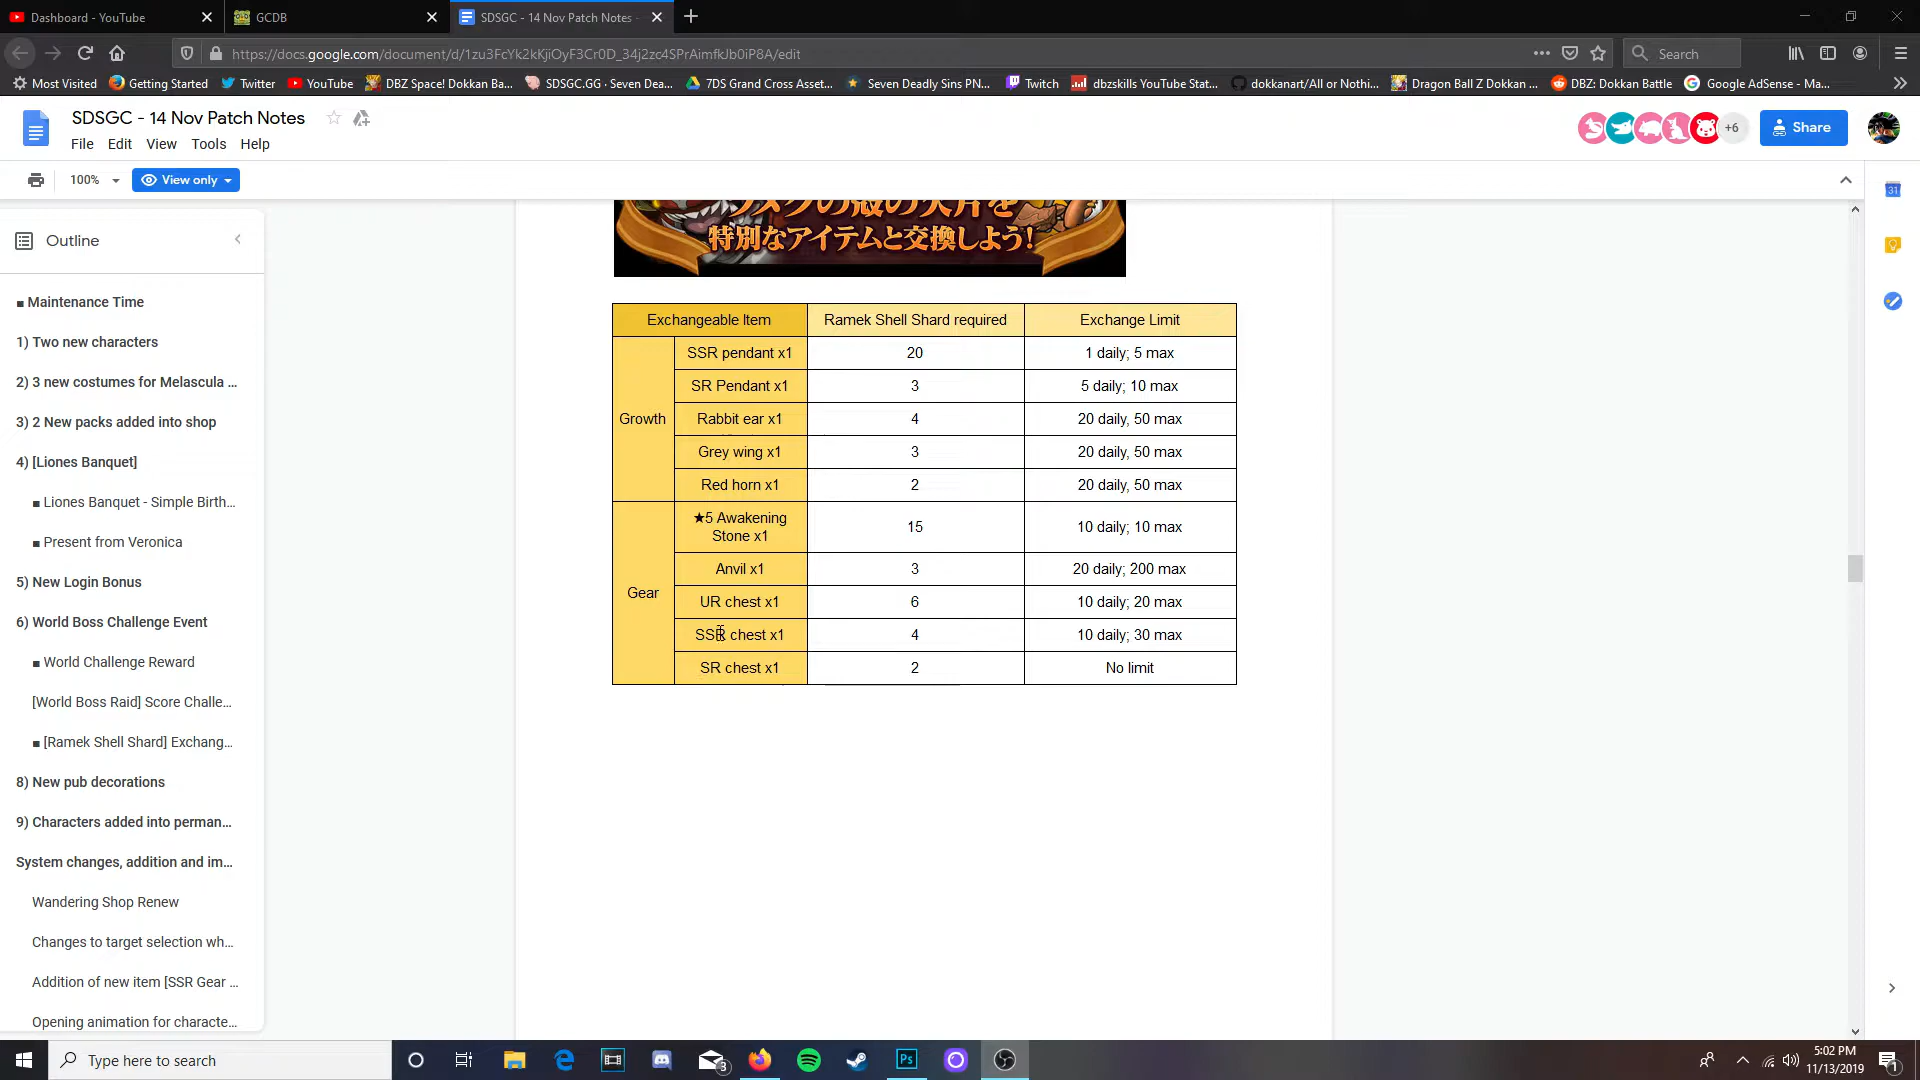 Dashboard - YouTube
GCDB
SDSGC - 14 Nov Patch Notes -
https://docs.google.com/document/d/1zu3FcYk2kKjiOyF3Cr0D_34j2zc4SPrAimfkJb0iP8A/edit
Search
Most Visited
Getting Started
Twitter
YouTube
DBZ Space! Dokkan Ba...
SDSGC.GG · Seven Dea...
7DS Grand Cross Asset...
Seven Deadly Sins PN...
Twitch
dbzskills YouTube Stat...
dokkanart/All or Nothi...
Dragon Ball Z Dokkan ...
DBZ: Dokkan Battle
Google AdSense - Ma...
SDSGC - 14 Nov Patch Notes
File Edit View Tools Help
+6
Share
100%
View only
31
Outline
■ Maintenance Time
1) Two new characters
2) 3 new costumes for Melascula ...
3) 2 New packs added into shop
4) [Liones Banquet]
■ Liones Banquet - Simple Birth...
■ Present from Veronica
5) New Login Bonus
6) World Boss Challenge Event
■ World Challenge Reward
[World Boss Raid] Score Challe...
■ [Ramek Shell Shard] Exchang...
8) New pub decorations
9) Characters added into perman...
System changes, addition and im...
Wandering Shop Renew
Changes to target selection wh...
Addition of new item [SSR Gear ...
Opening animation for characte...
ラメクの殻の欠片を
特別なアイテムと交換しよう!
Exchangeable Item Ramek Shell Shard required Exchange Limit
Growth
SSR pendant x1 20 1 daily; 5 max
SR Pendant x1 3 5 daily; 10 max
Rabbit ear x1 4 20 daily, 50 max
Grey wing x1 3 20 daily, 50 max
Red horn x1 2 20 daily, 50 max
Gear
★5 Awakening
Stone x1 15 10 daily; 10 max
Anvil x1 3 20 daily; 200 max
UR chest x1 6 10 daily; 20 max
SSR chest x1 4 10 daily; 30 max
SR chest x1 2 No limit
Type here to search
3
Ps
5:02 PM
11/13/2019
1